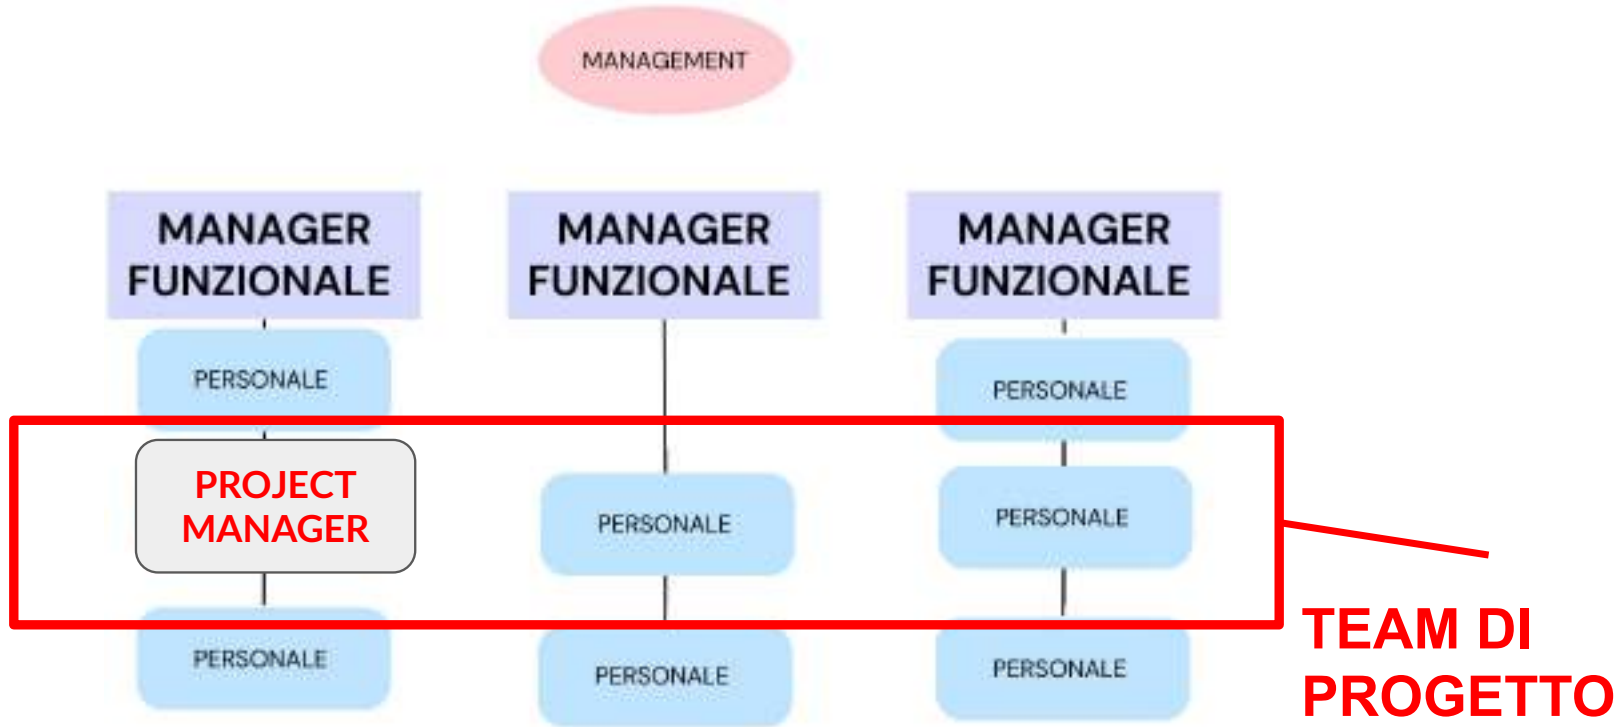 MANAGEMENT
MANAGER
FUNZIONALE
MANAGER
FUNZIONALE
MANAGER
FUNZIONALE
PERSONALE
PERSONALE
PROJECT
MANAGER
PERSONALE
PERSONALE
PERSONALE
PERSONALE
PERSONALE
TEAM DI
PROGETTO